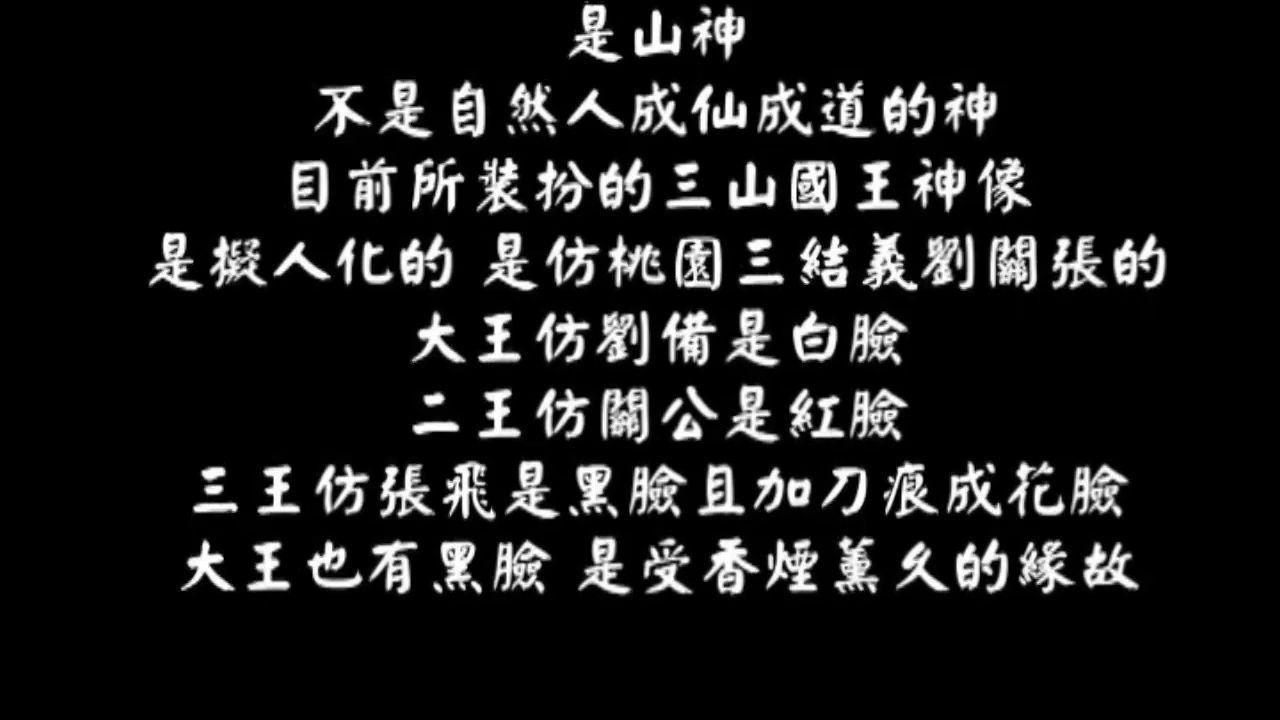 是山神
不是自然人成仙成道的神
目前所裝扮的三山國王神像
是擬人化的 是仿桃園三結義劉關張的
大王仿劉備是白臉
二王仿關公是紅臉
三王仿張飛是黑臉且加刀痕成花臉
大王也有黑臉 是受香煙薰久的緣故